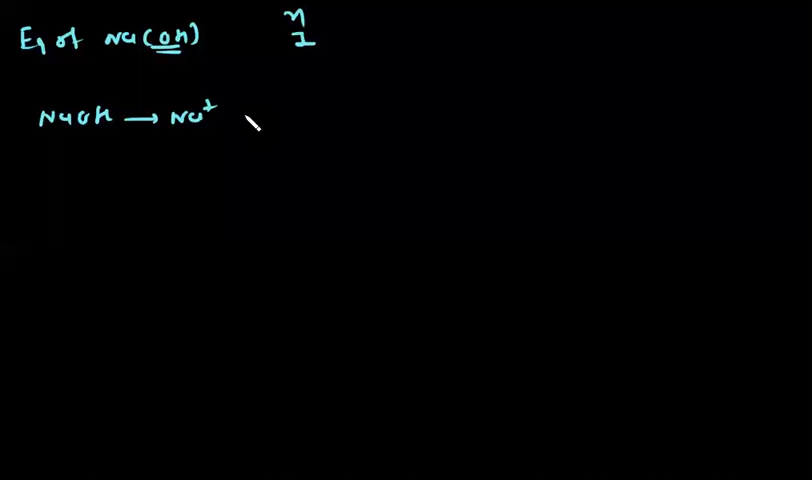 Eq of Na(OH) n
1
NaOH → Na+